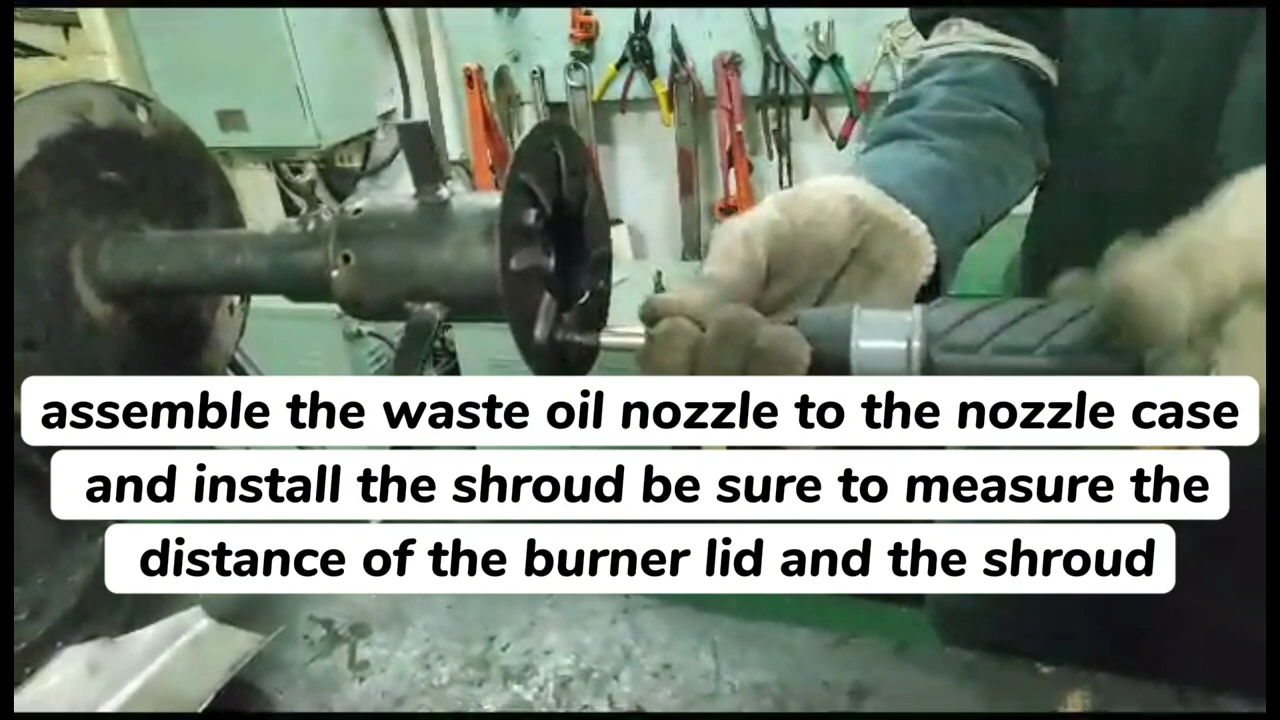 assemble the waste oil nozzle to the nozzle case
and install the shroud be sure to measure the
distance of the burner lid and the shroud